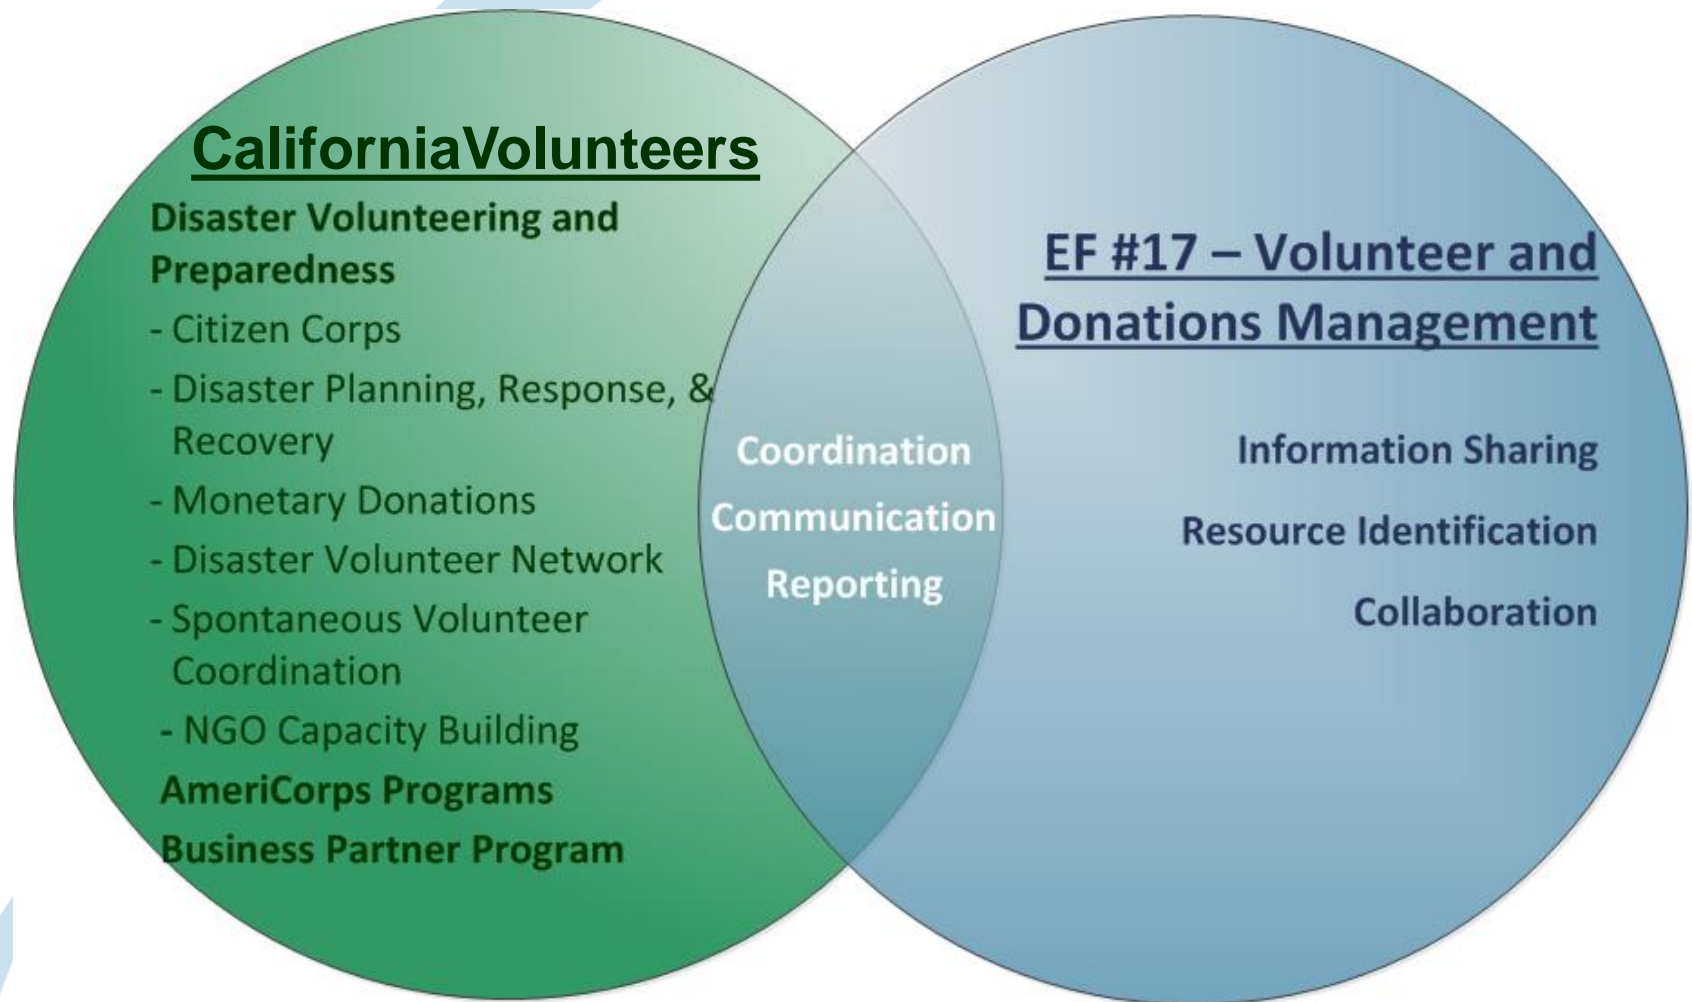 CaliforniaVolunteers
Disaster Volunteering and
Preparedness
- Citizen Corps
- Disaster Planning, Response, &
Recovery
- Monetary Donations
- Disaster Volunteer Network
- Spontaneous Volunteer
Coordination
- NGO Capacity Building
AmeriCorps Programs
Business Partner Program
Coordination
Communication
Reporting
EF #17 – Volunteer and
Donations Management
Information Sharing
Resource Identification
Collaboration